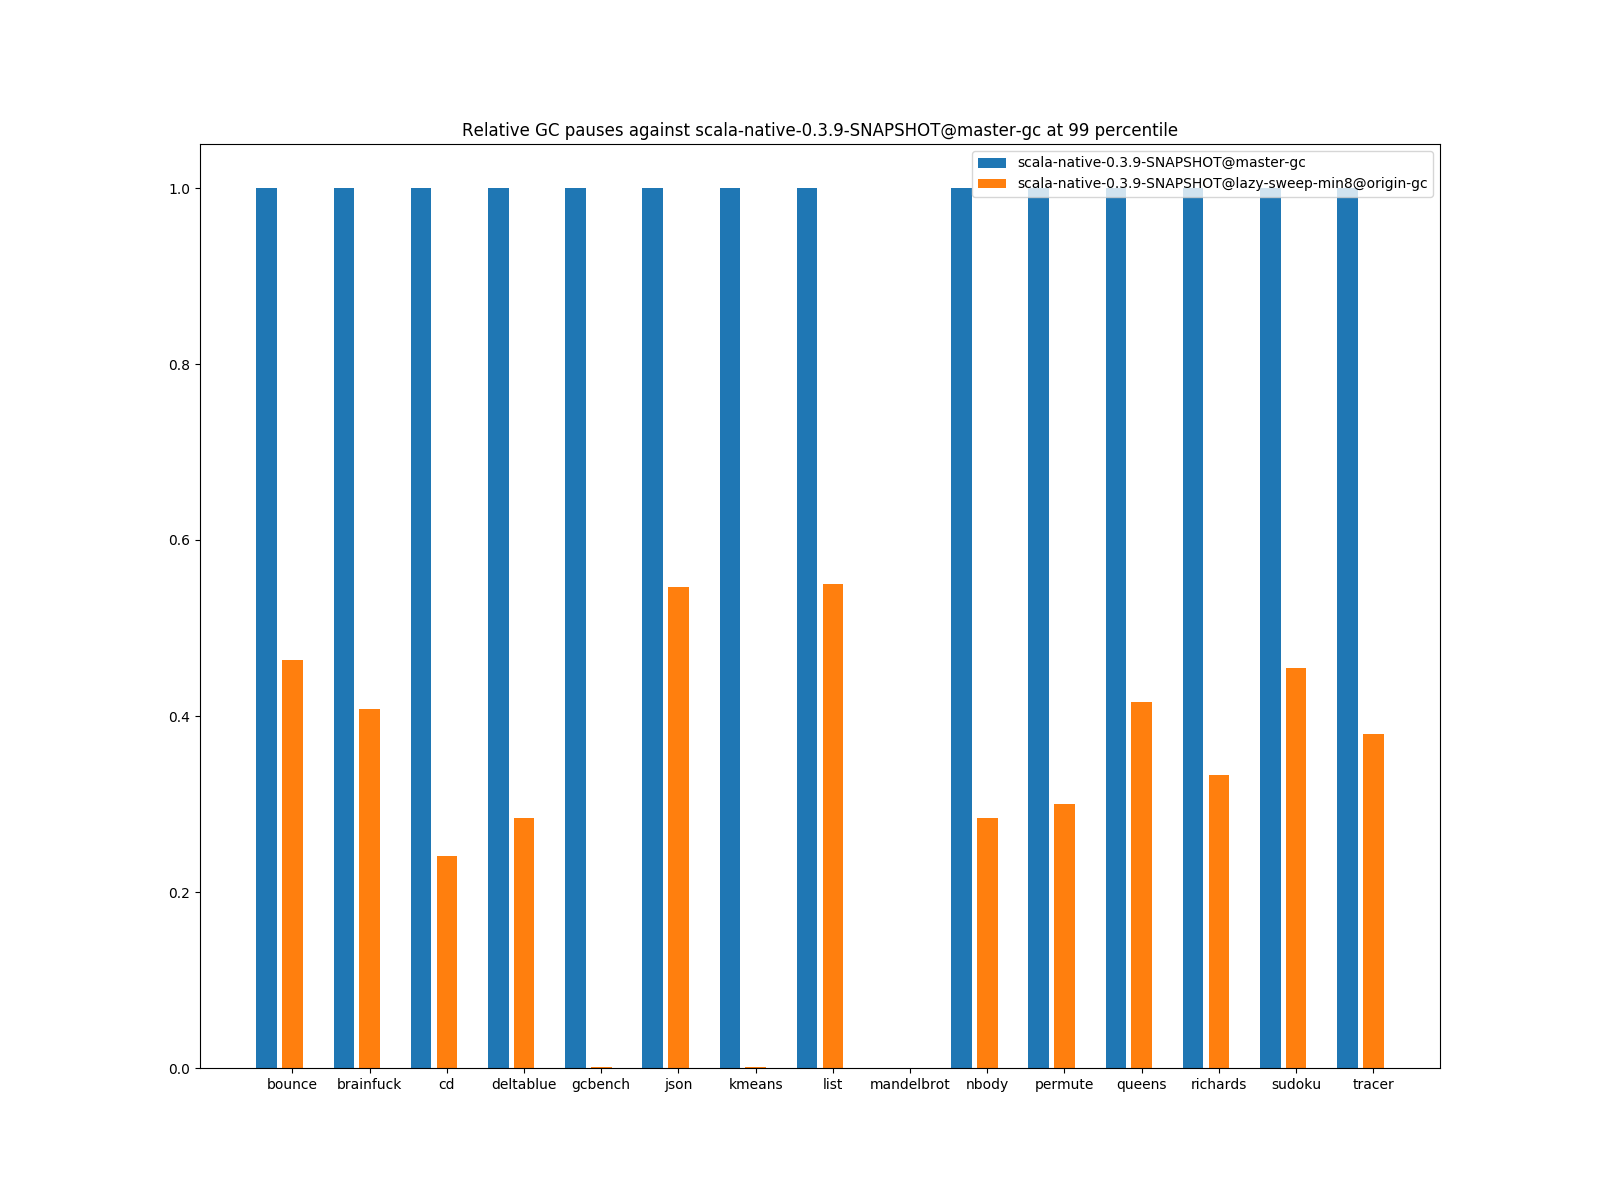 Relative GC pauses against scala-native-0.3.9-SNAPSHOT@master-gc at 99 percentile
scala-native-0.3.9-SNAPSHOT@master-gc
scala-native-0.3.9-SNAPSHOT@lazy-sweep-min8@origin-gc
1.0
0.8
0.6
0.4
0.2
0.0
bounce brainfuck cd deltablue gcbench json kmeans list mandelbrot nbody permute queens richards sudoku tracer